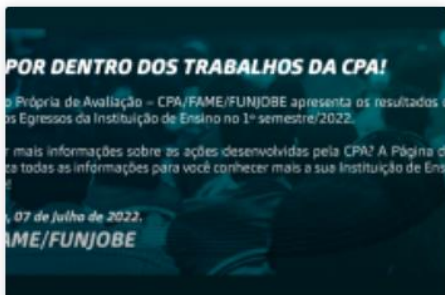 POR DENTRO DOS TRABALHOS DA CPA!
o Própria de Avaliação – CPA/FAME/FUNJOBE apresenta os resultados
os Egressos da Instituição de Ensino no 1º semestre/2022.
r mais informações sobre as ações desenvolvidas pela CPA? A Página d
za todas as informações para você conhecer mais a sua Instituição de Ens
, 07 de Julho de 2022.
AME/FUNJOBE